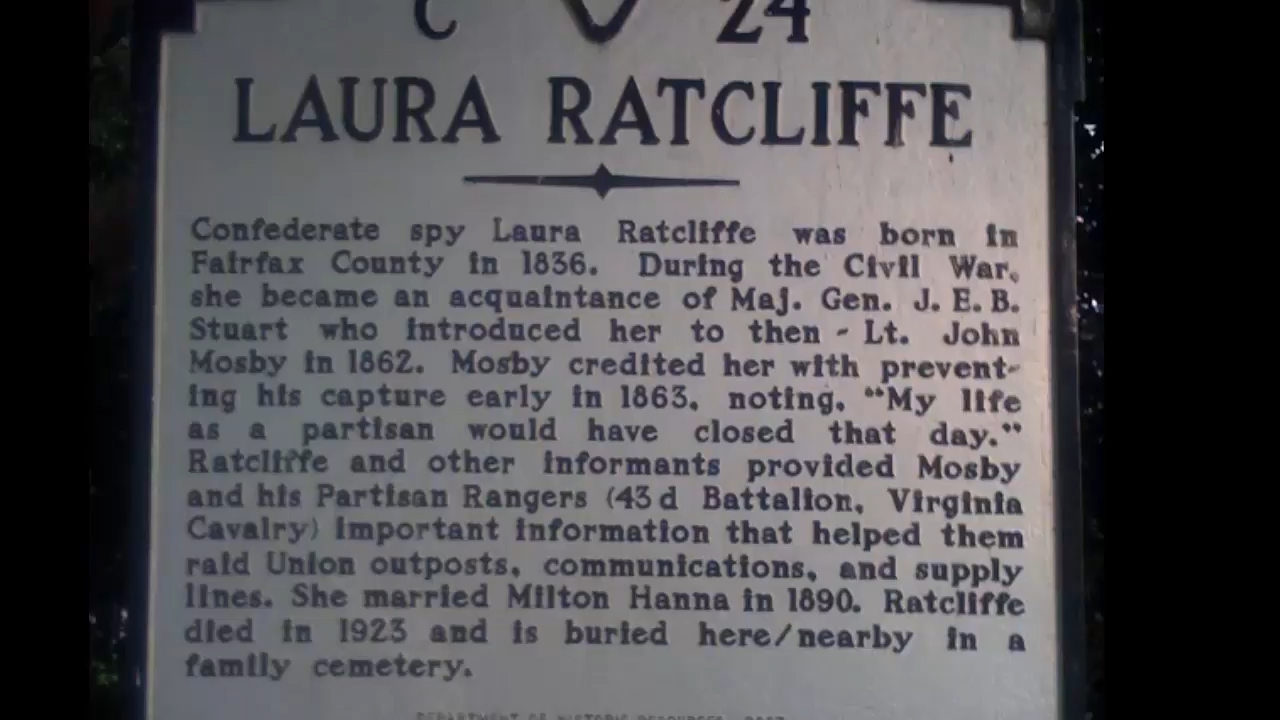 C 24
LAURA RATCLIFFE
Confederate spy Laura Ratcliffe was born in
Fairfax County in 1836. During the Civil War,
she became an acquaintance of Maj. Gen. J. E. B.
Stuart who introduced her to then - Lt. John
Mosby in 1862. Mosby credited her with prevent-
ing his capture early in 1863, noting, “My life
as a partisan would have closed that day.”
Ratcliffe and other informants provided Mosby
and his Partisan Rangers (43d Battalion, Virginia
Cavalry) important information that helped them
raid Union outposts, communications, and supply
lines. She married Milton Hanna in 1890. Ratcliffe
died in 1923 and is buried here/nearby in a
family cemetery.
DEPARTMENT OF HISTORIC RESOURCES,